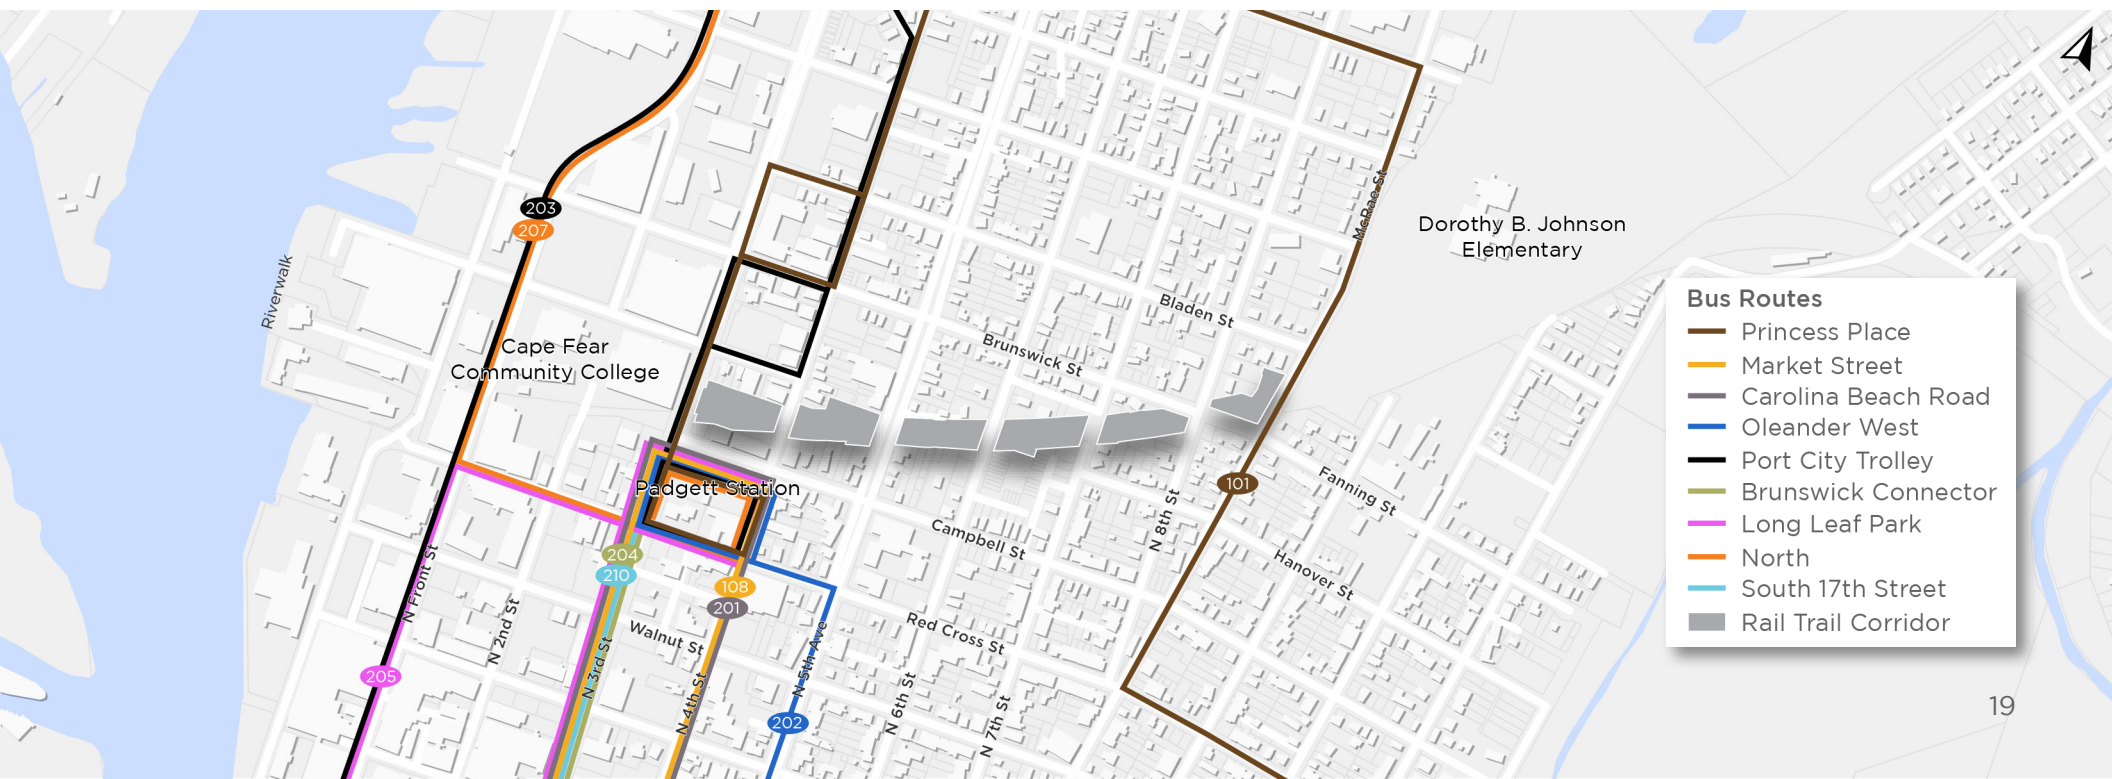 203
207
Riverwalk
McRae St
Dorothy B. Johnson
Elementary
Cape Fear
Community College
Bladen St
Brunswick St
Bus Routes
Princess Place
Market Street
Carolina Beach Road
Oleander West
Port City Trolley
Brunswick Connector
Long Leaf Park
North
South 17th Street
Rail Trail Corridor
Padgett Station
101
Fanning St
N 8th St
Campbell St
Hanover St
204
210
108
201
N Front St
N 2nd St
Walnut St
N 3rd St
N 4th St
N 5th Ave
Red Cross St
N 6th St
N 7th St
205
202
19